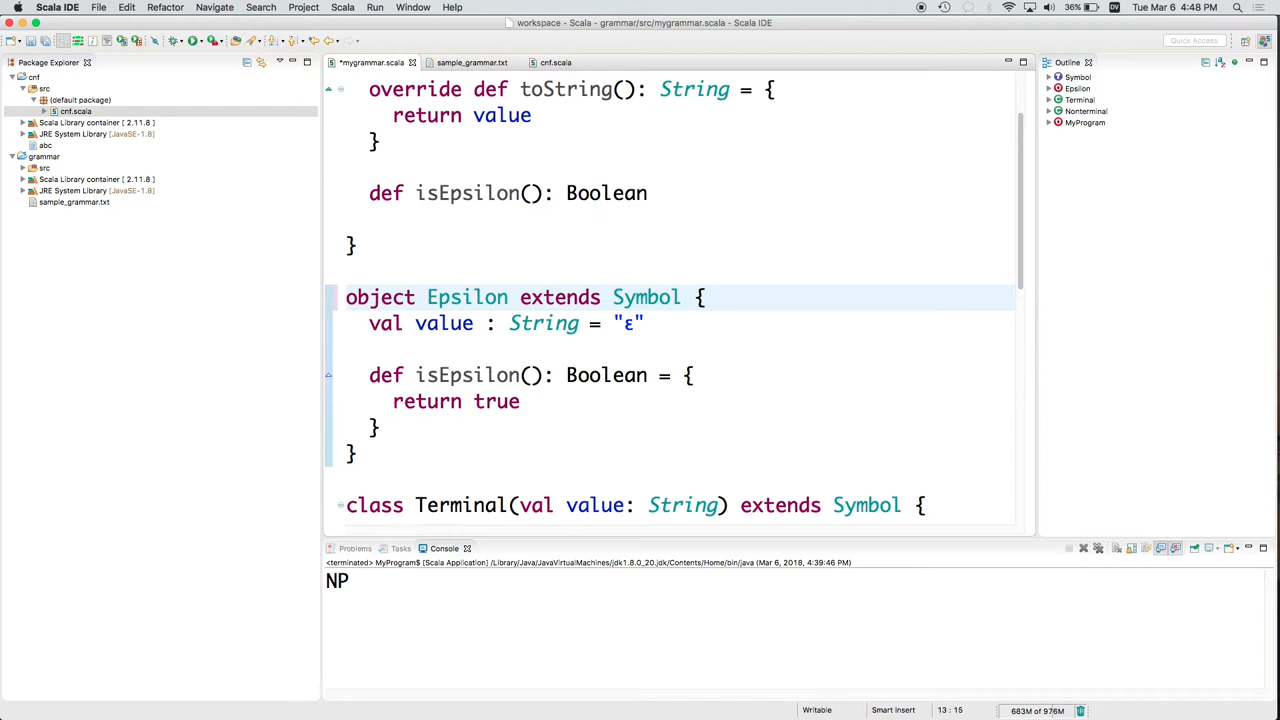 Scala IDE File Edit Refactor Navigate Search Project Scala Run Window Help 36% DV Tue Mar 6 4:48 PM
workspace - Scala - grammar/src/mygrammar.scala - Scala IDE
Quick Access
Package Explorer
cnf
src
(default package)
cnf.scala
Scala Library container [ 2.11.8 ]
JRE System Library [JavaSE-1.8]
abc
grammar
src
Scala Library container [ 2.11.8 ]
JRE System Library [JavaSE-1.8]
sample_grammar.txt
*mygrammar.scala sample_grammar.txt cnf.scala
override def toString(): String = {
return value
}
def isEpsilon(): Boolean
}
object Epsilon extends Symbol {
val value : String = "ε"
def isEpsilon(): Boolean = {
return true
}
}
class Terminal(val value: String) extends Symbol {
Outline
Symbol
Epsilon
Terminal
Nonterminal
MyProgram
Problems Tasks Console
<terminated> MyProgram$ [Scala Application] /Library/Java/JavaVirtualMachines/jdk1.8.0_20.jdk/Contents/Home/bin/java (Mar 6, 2018, 4:39:46 PM)
NP
Writable Smart Insert 13 : 15 683M of 976M